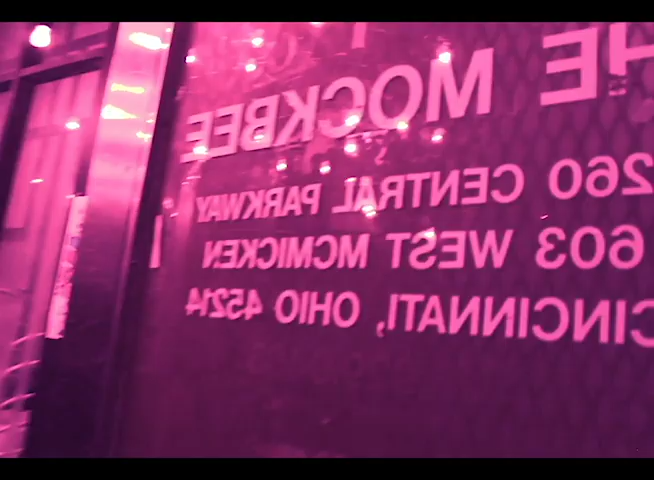 HE MOCKBEE
260 CENTRAL PARKWAY
603 WEST MCMICKEN
CINCINNATI, OHIO 45214